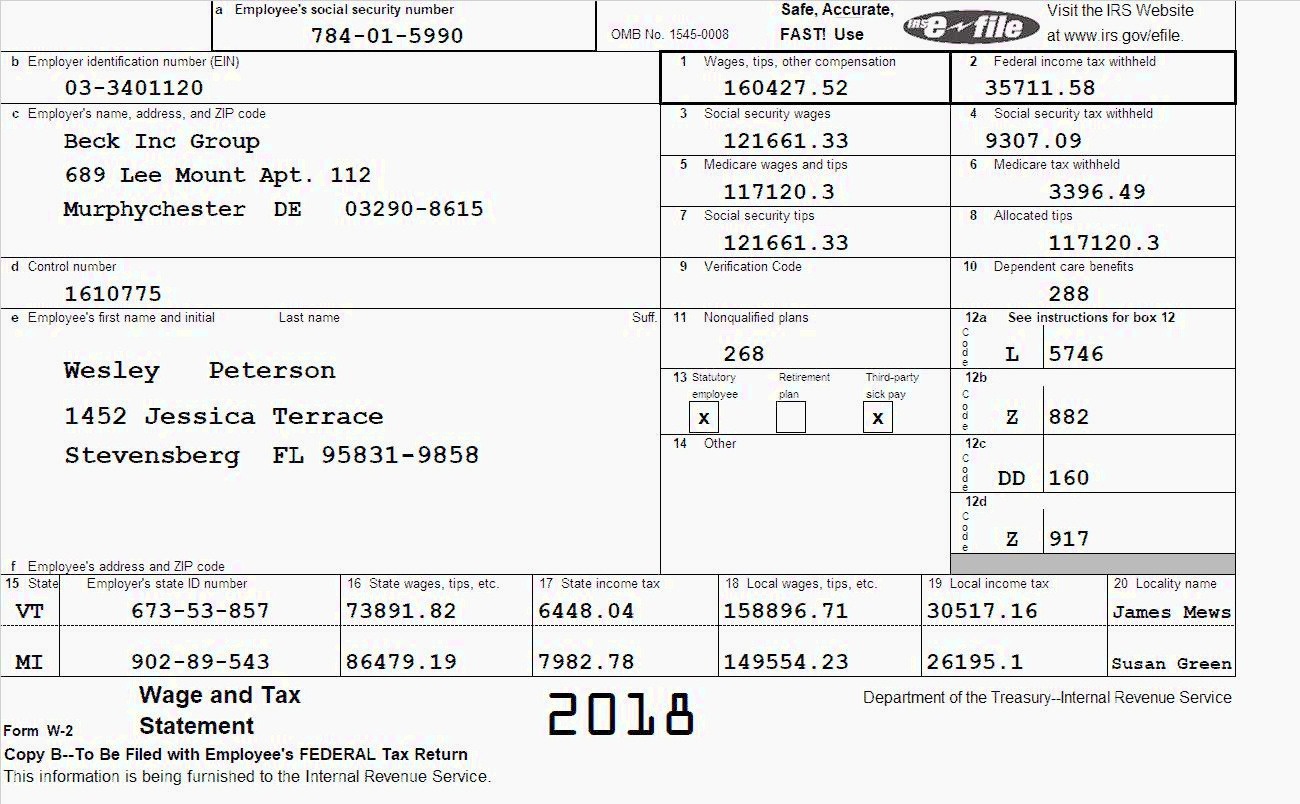 a Employee's social security number
784-01-5990
OMB No. 1545-0008
Safe, Accurate,
FAST! Use
IRS e~file
Visit the IRS Website
at www.irs.gov/efile.
b Employer identification number (EIN)
03-3401120
1 Wages, tips, other compensation
160427.52
2 Federal income tax withheld
35711.58
c Employer's name, address, and ZIP code
Beck Inc Group
689 Lee Mount Apt. 112
Murphychester DE 03290-8615
3 Social security wages
121661.33
4 Social security tax withheld
9307.09
5 Medicare wages and tips
117120.3
6 Medicare tax withheld
3396.49
7 Social security tips
121661.33
8 Allocated tips
117120.3
d Control number
1610775
9 Verification Code
10 Dependent care benefits
288
e Employee's first name and initial Last name Suff.
Wesley Peterson
1452 Jessica Terrace
Stevensberg FL 95831-9858
11 Nonqualified plans
268
12a See instructions for box 12
Code L 5746
13 Statutory employee Retirement plan Third-party sick pay
X X
12b
Code Z 882
14 Other
12c
Code DD 160
12d
Code Z 917
f Employee's address and ZIP code
15 State Employer's state ID number 16 State wages, tips, etc. 17 State income tax 18 Local wages, tips, etc. 19 Local income tax 20 Locality name
VT 673-53-857 73891.82 6448.04 158896.71 30517.16 James Mews
MI 902-89-543 86479.19 7982.78 149554.23 26195.1 Susan Green
Form W-2
Wage and Tax
Statement
2018
Department of the Treasury--Internal Revenue Service
Copy B--To Be Filed with Employee's FEDERAL Tax Return
This information is being furnished to the Internal Revenue Service.